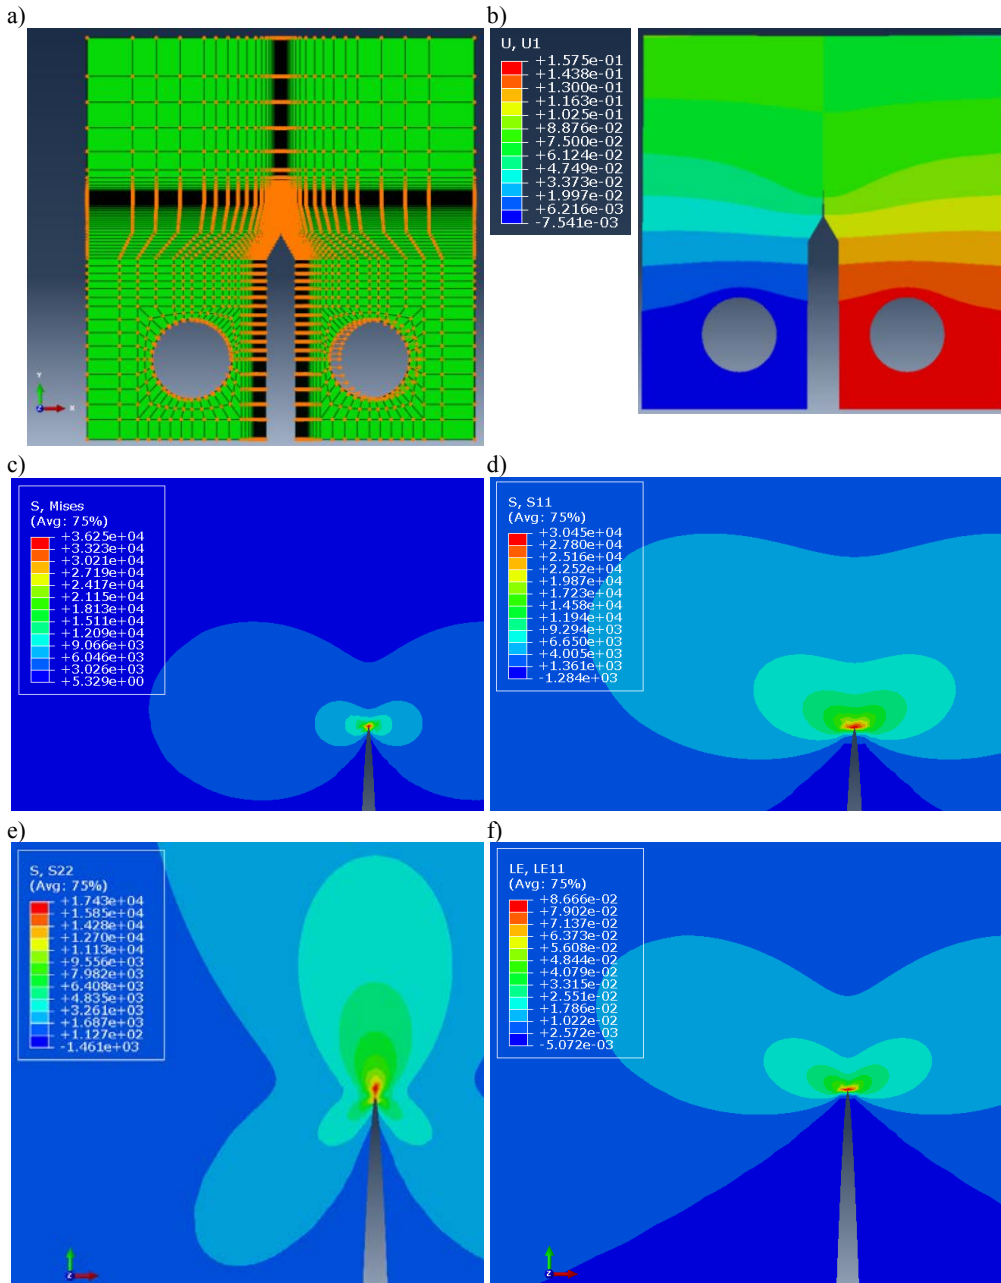 a)
b)
U, U1
+1.575e-01
+1.438e-01
+1.300e-01
+1.163e-01
+1.025e-01
+8.876e-02
+7.500e-02
+6.124e-02
+4.749e-02
+3.373e-02
+1.997e-02
+6.216e-03
-7.541e-03
Y
Z
X
c)
S, Mises
(Avg: 75%)
+3.625e+04
+3.323e+04
+3.021e+04
+2.719e+04
+2.417e+04
+2.115e+04
+1.813e+04
+1.511e+04
+1.209e+04
+9.066e+03
+6.046e+03
+3.026e+03
+5.329e+00
d)
S, S11
(Avg: 75%)
+3.045e+04
+2.780e+04
+2.516e+04
+2.252e+04
+1.987e+04
+1.723e+04
+1.458e+04
+1.194e+04
+9.294e+03
+6.650e+03
+4.005e+03
+1.361e+03
-1.284e+03
e)
S, S22
(Avg: 75%)
+1.743e+04
+1.585e+04
+1.428e+04
+1.270e+04
+1.113e+04
+9.556e+03
+7.982e+03
+6.408e+03
+4.835e+03
+3.261e+03
+1.687e+03
+1.127e+02
-1.461e+03
Z
f)
LE, LE11
(Avg: 75%)
+8.666e-02
+7.902e-02
+7.137e-02
+6.373e-02
+5.608e-02
+4.844e-02
+4.079e-02
+3.315e-02
+2.551e-02
+1.786e-02
+1.022e-02
+2.572e-03
-5.072e-03
Z